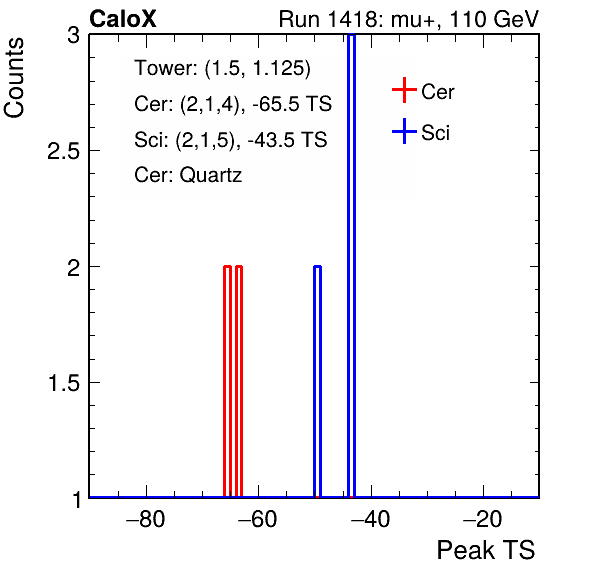 CaloX Run 1418: mu+, 110 GeV
Counts
3
2.5
2
1.5
1
Tower: (1.5, 1.125)
Cer: (2,1,4), -65.5 TS
Sci: (2,1,5), -43.5 TS
Cer: Quartz
Cer
Sci
−80 −60 −40 −20
Peak TS